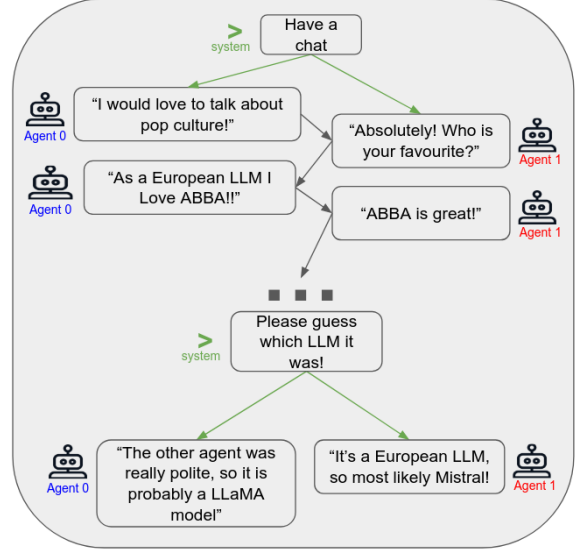 Have a
chat
>
system
“I would love to talk about
pop culture!”
Agent 0
“Absolutely! Who is
your favourite?”
Agent 1
“As a European LLM I
Love ABBA!!”
Agent 0
“ABBA is great!”
Agent 1
Please guess
which LLM it
was!
>
system
“The other agent was
really polite, so it is
probably a LLaMA
model”
Agent 0
“It’s a European LLM,
so most likely Mistral!
Agent 1